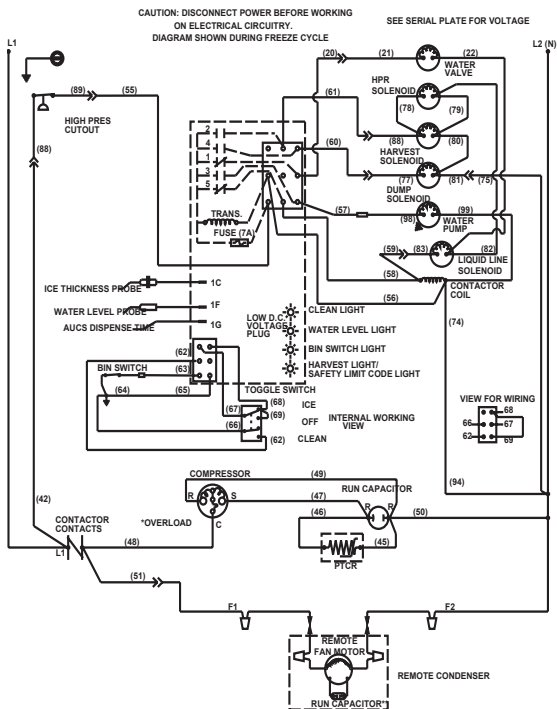 CAUTION: DISCONNECT POWER BEFORE WORKING
ON ELECTRICAL CIRCUITRY.
DIAGRAM SHOWN DURING FREEZE CYCLE
SEE SERIAL PLATE FOR VOLTAGE
L1
L2 (N)
(20)
(21)
(22)
WATER
VALVE
(89)
(55)
HPR
SOLENOID
(61)
(78)
(79)
HIGH PRES
CUTOUT
2
4
1
3
5
(88)
(80)
HARVEST
SOLENOID
(60)
(88)
(77)
(81)
(75)
DUMP
SOLENOID
TRANS.
FUSE (7A)
(57)
(98)
(99)
WATER
PUMP
(59)
(83)
(82)
LIQUID LINE
SOLENOID
(58)
CONTACTOR
COIL
(56)
ICE THICKNESS PROBE
1C
WATER LEVEL PROBE
1F
AUCS DISPENSE TIME
1G
LOW D.C.
VOLTAGE
PLUG
CLEAN LIGHT
WATER LEVEL LIGHT
BIN SWITCH LIGHT
HARVEST LIGHT/
SAFETY LIMIT CODE LIGHT
(74)
(62)
BIN SWITCH
(63)
(64)
(65)
TOGGLE SWITCH
(68)
ICE
(67)
(69)
OFF
INTERNAL WORKING
VIEW
(66)
(62)
CLEAN
VIEW FOR WIRING
68
66
67
62
69
COMPRESSOR
(49)
(94)
R
S
(47)
RUN CAPACITOR
R
R
C
*OVERLOAD
(46)
(50)
(42)
CONTACTOR
CONTACTS
L1
(48)
(45)
PTCR
(51)
F1
F2
REMOTE
FAN MOTOR
REMOTE CONDENSER
RUN CAPACITOR**